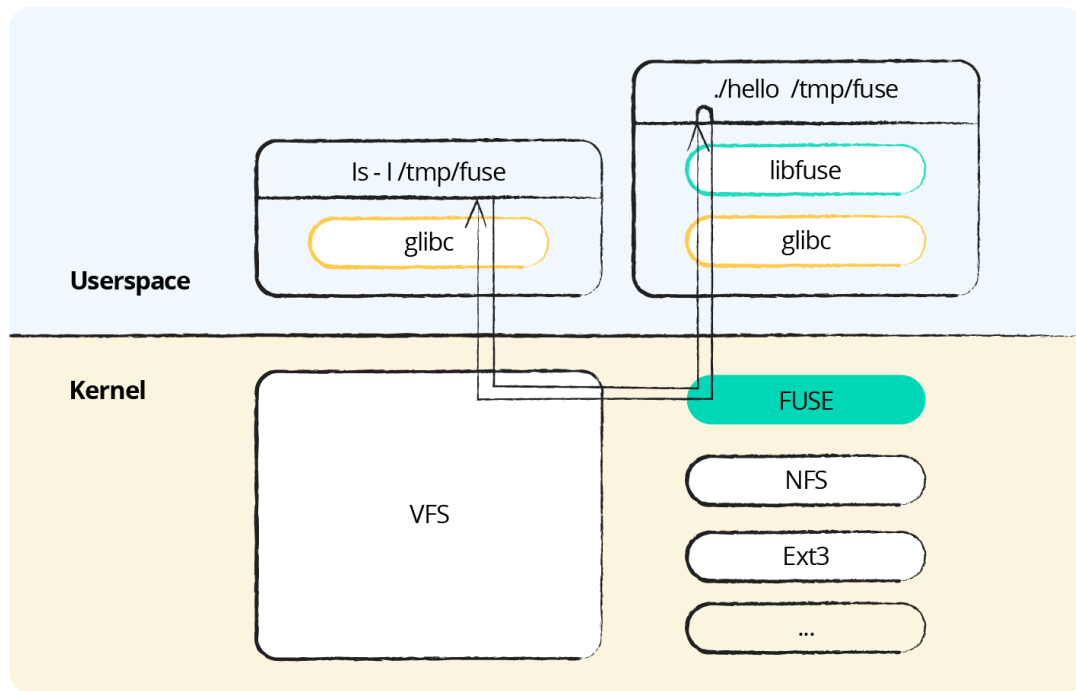 ./hello /tmp/fuse
libfuse
ls - l /tmp/fuse
glibc
glibc
Userspace
Kernel
FUSE
NFS
VFS
Ext3
...